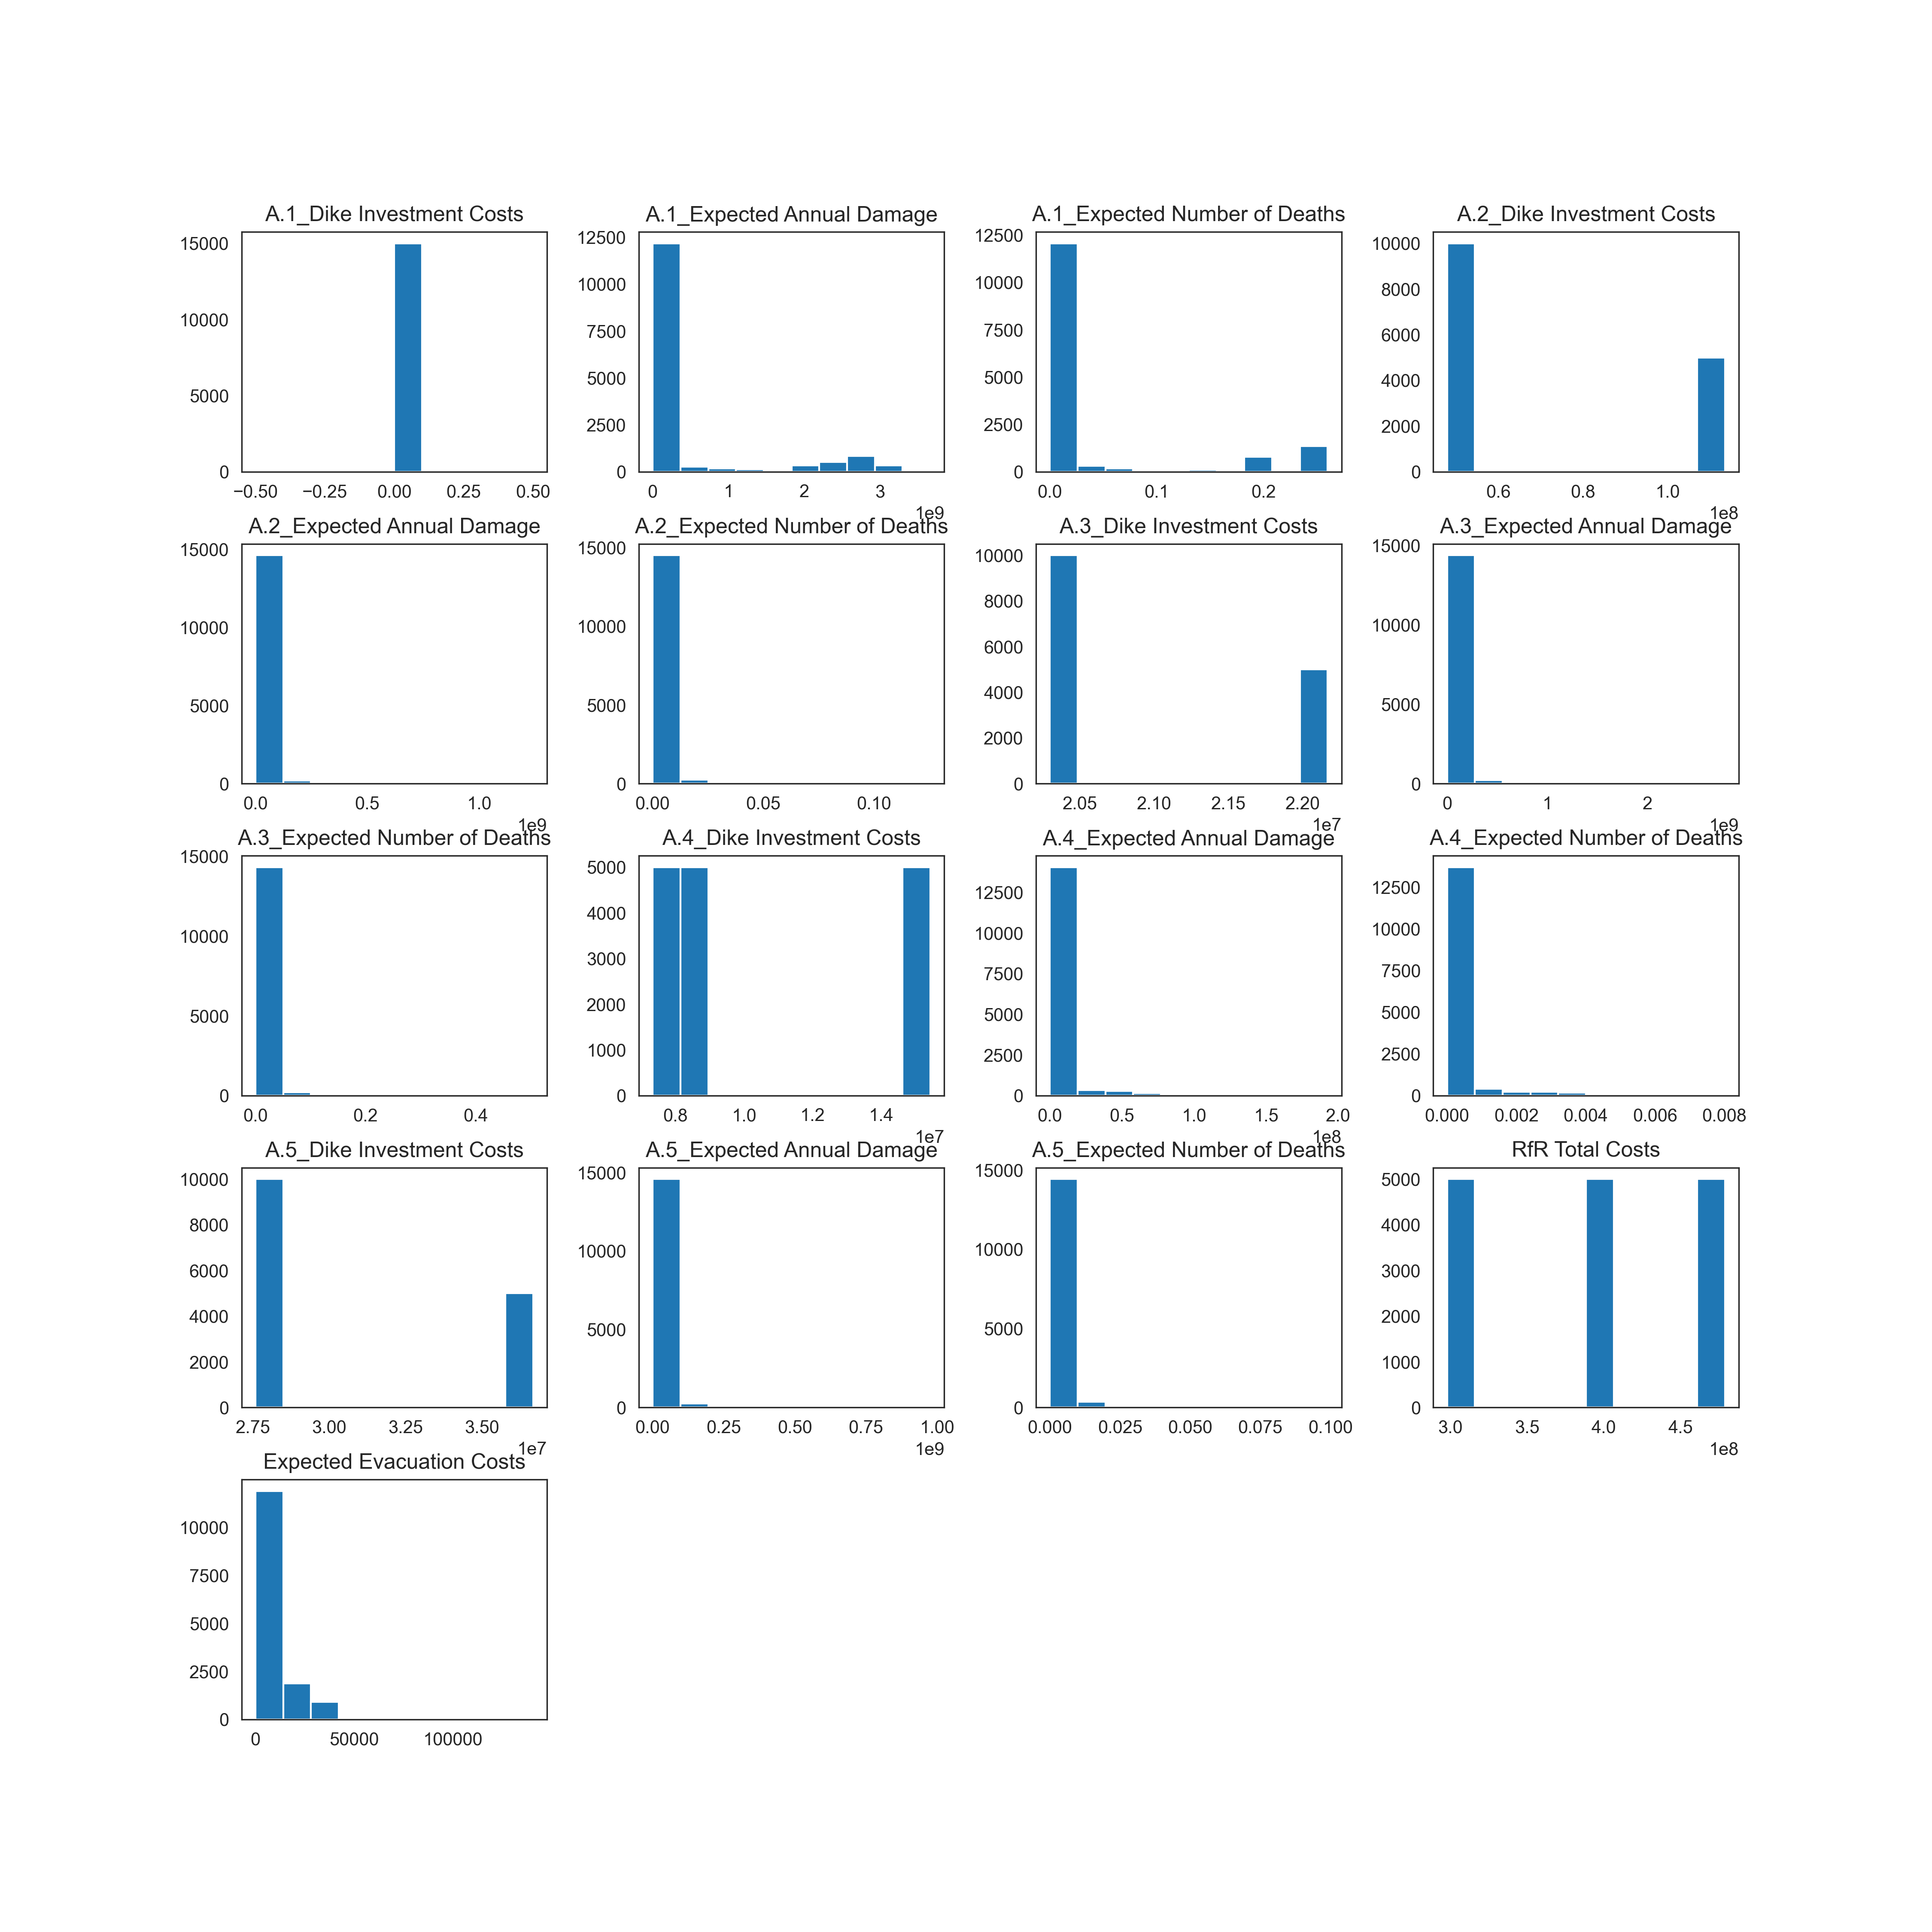 A.1_Dike Investment Costs
15000
10000
5000
0
−0.50 −0.25 0.00 0.25 0.50
A.1_Expected Annual Damage
12500
10000
7500
5000
2500
0
0 1 2 3
1e9
A.1_Expected Number of Deaths
12500
10000
7500
5000
2500
0
0.0 0.1 0.2
A.2_Dike Investment Costs
10000
8000
6000
4000
2000
0
0.6 0.8 1.0
1e8
A.2_Expected Annual Damage
15000
10000
5000
0
0.0 0.5 1.0
1e9
A.2_Expected Number of Deaths
15000
10000
5000
0
0.00 0.05 0.10
A.3_Dike Investment Costs
10000
8000
6000
4000
2000
0
2.05 2.10 2.15 2.20
1e7
A.3_Expected Annual Damage
15000
10000
5000
0
0 1 2
1e9
A.3_Expected Number of Deaths
15000
10000
5000
0
0.0 0.2 0.4
A.4_Dike Investment Costs
5000
4000
3000
2000
1000
0
0.8 1.0 1.2 1.4
1e7
A.4_Expected Annual Damage
12500
10000
7500
5000
2500
0
0.0 0.5 1.0 1.5 2.0
1e8
A.4_Expected Number of Deaths
12500
10000
7500
5000
2500
0
0.000 0.002 0.004 0.006 0.008
A.5_Dike Investment Costs
10000
8000
6000
4000
2000
0
2.75 3.00 3.25 3.50
1e7
A.5_Expected Annual Damage
15000
10000
5000
0
0.00 0.25 0.50 0.75 1.00
1e9
A.5_Expected Number of Deaths
15000
10000
5000
0
0.000 0.025 0.050 0.075 0.100
RfR Total Costs
5000
4000
3000
2000
1000
0
3.0 3.5 4.0 4.5
1e8
Expected Evacuation Costs
10000
7500
5000
2500
0
0 50000 100000